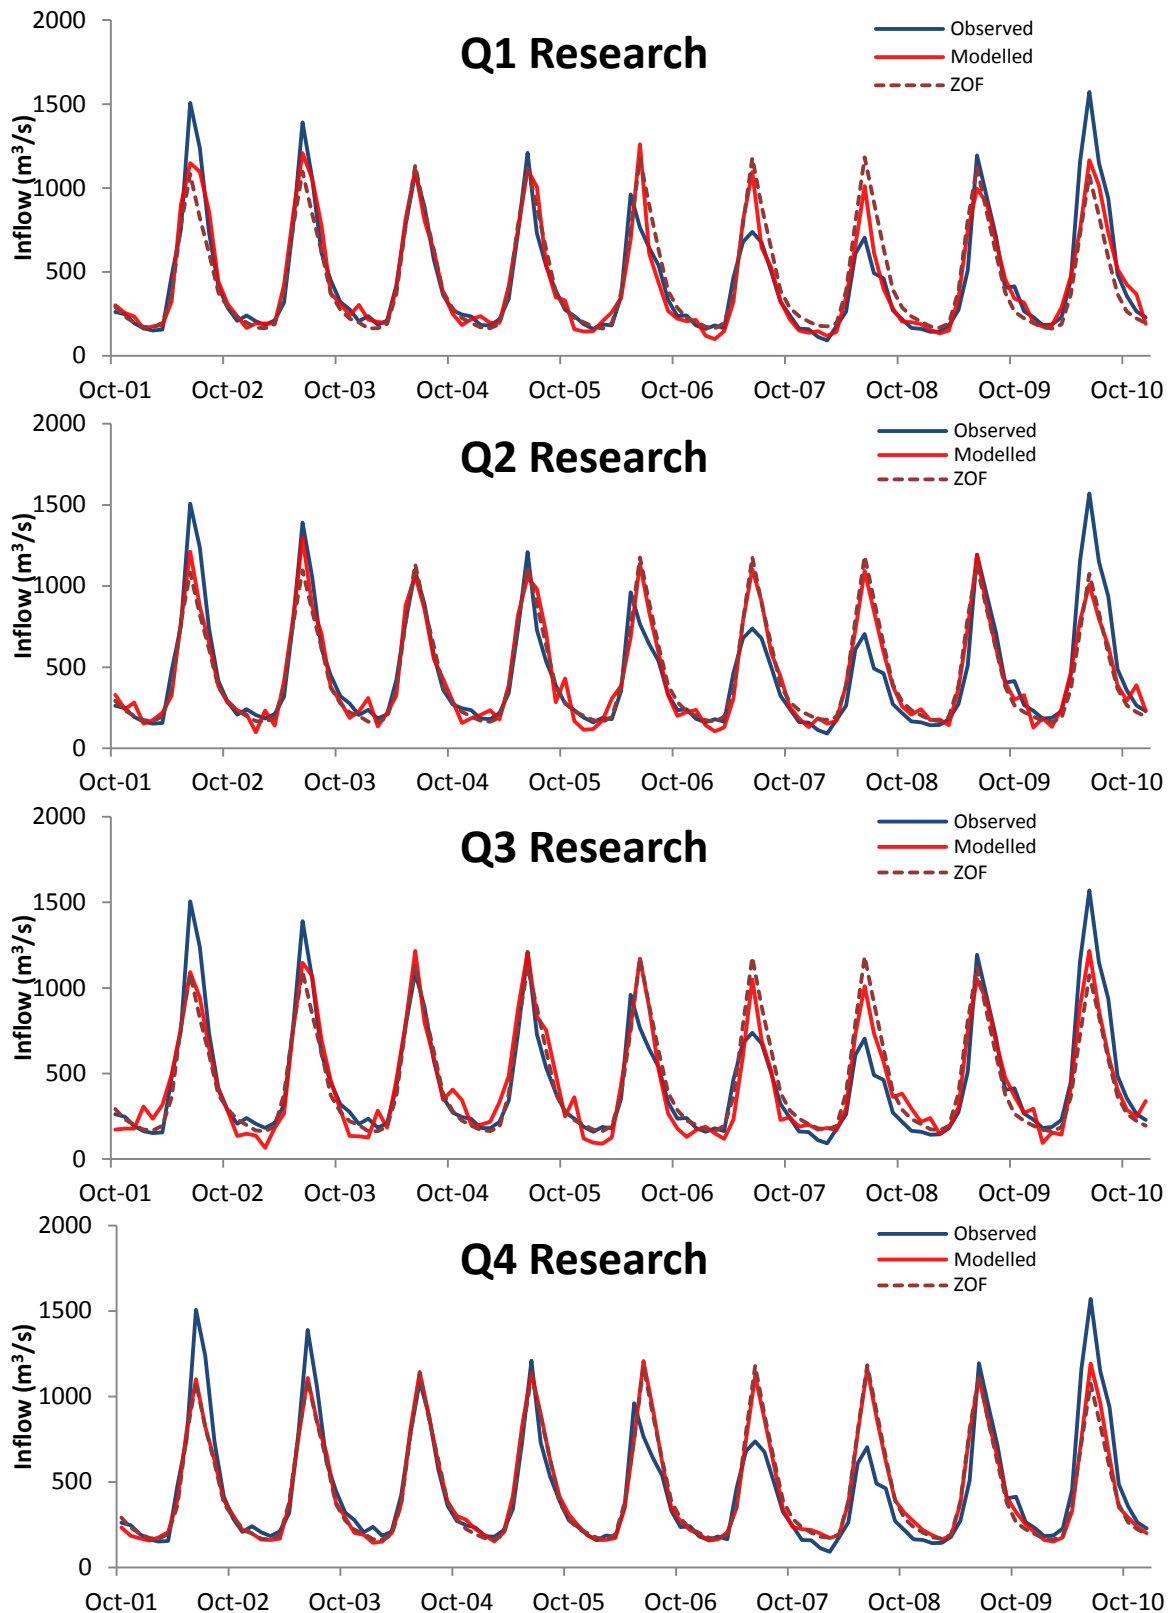 Q1 Research
Observed
Modelled
ZOF
Inflow (m³/s)
2000
1500
1000
500
0
Oct-01 Oct-02 Oct-03 Oct-04 Oct-05 Oct-06 Oct-07 Oct-08 Oct-09 Oct-10
Q2 Research
Observed
Modelled
ZOF
Inflow (m³/s)
2000
1500
1000
500
0
Oct-01 Oct-02 Oct-03 Oct-04 Oct-05 Oct-06 Oct-07 Oct-08 Oct-09 Oct-10
Q3 Research
Observed
Modelled
ZOF
Inflow (m³/s)
2000
1500
1000
500
0
Oct-01 Oct-02 Oct-03 Oct-04 Oct-05 Oct-06 Oct-07 Oct-08 Oct-09 Oct-10
Q4 Research
Observed
Modelled
ZOF
Inflow (m³/s)
2000
1500
1000
500
0
Oct-01 Oct-02 Oct-03 Oct-04 Oct-05 Oct-06 Oct-07 Oct-08 Oct-09 Oct-10